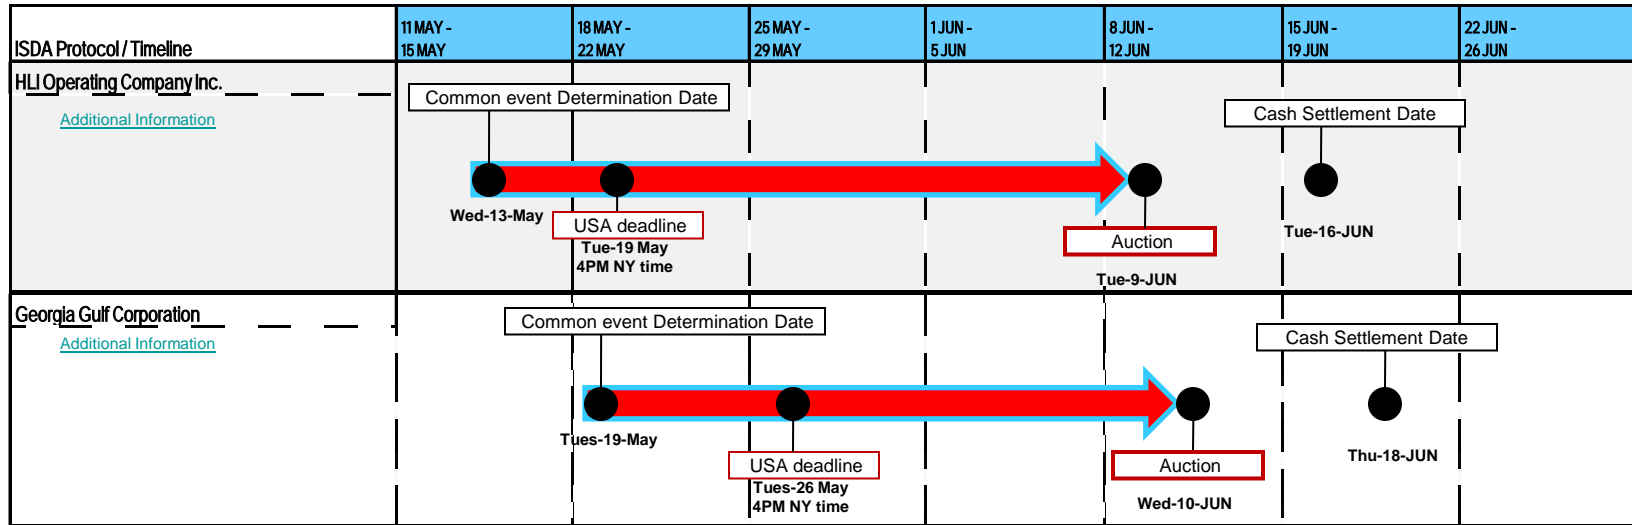 ISDA Protocol / Timeline
11 MAY -
15 MAY
18 MAY -
22 MAY
25 MAY -
29 MAY
1 JUN -
5 JUN
8 JUN -
12 JUN
15 JUN -
19 JUN
22 JUN -
26 JUN
HLI Operating Company Inc.
Additional Information
Common event Determination Date
Cash Settlement Date
Wed-13-May
USA deadline
Tue-19 May
4PM NY time
Auction
Tue-9-JUN
Tue-16-JUN
Georgia Gulf Corporation
Additional Information
Common event Determination Date
Cash Settlement Date
Tues-19-May
USA deadline
Tues-26 May
4PM NY time
Auction
Wed-10-JUN
Thu-18-JUN